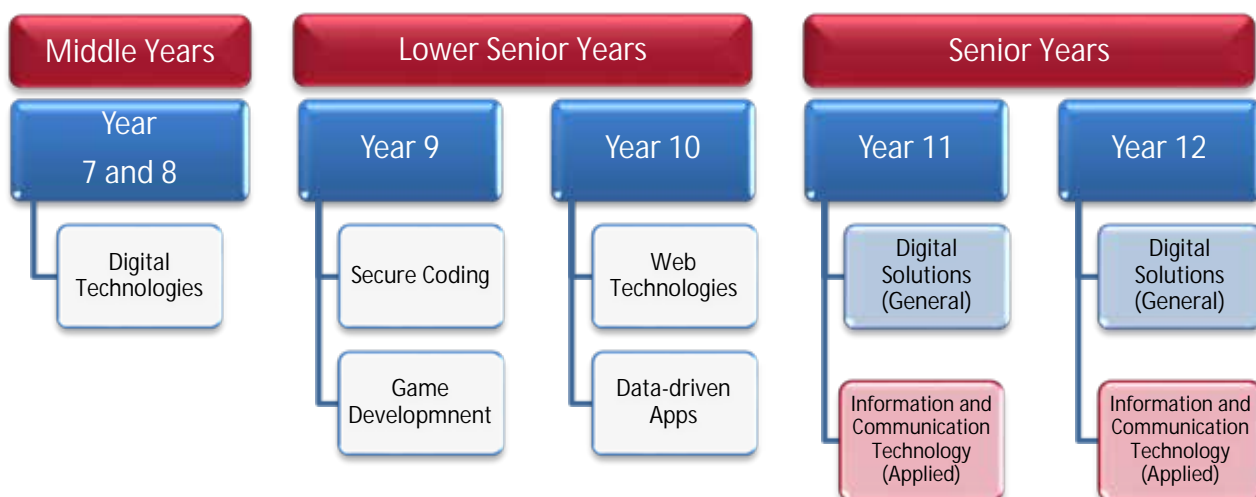 Middle Years
Lower Senior Years
Senior Years
Year
7 and 8
Year 9
Year 10
Year 11
Year 12
Digital
Technologies
Secure Coding
Web
Technologies
Digital
Solutions
(General)
Digital
Solutions
(General)
Game
Developmnent
Data-driven
Apps
Information and
Communication
Technology
(Applied)
Information and
Communication
Technology
(Applied)